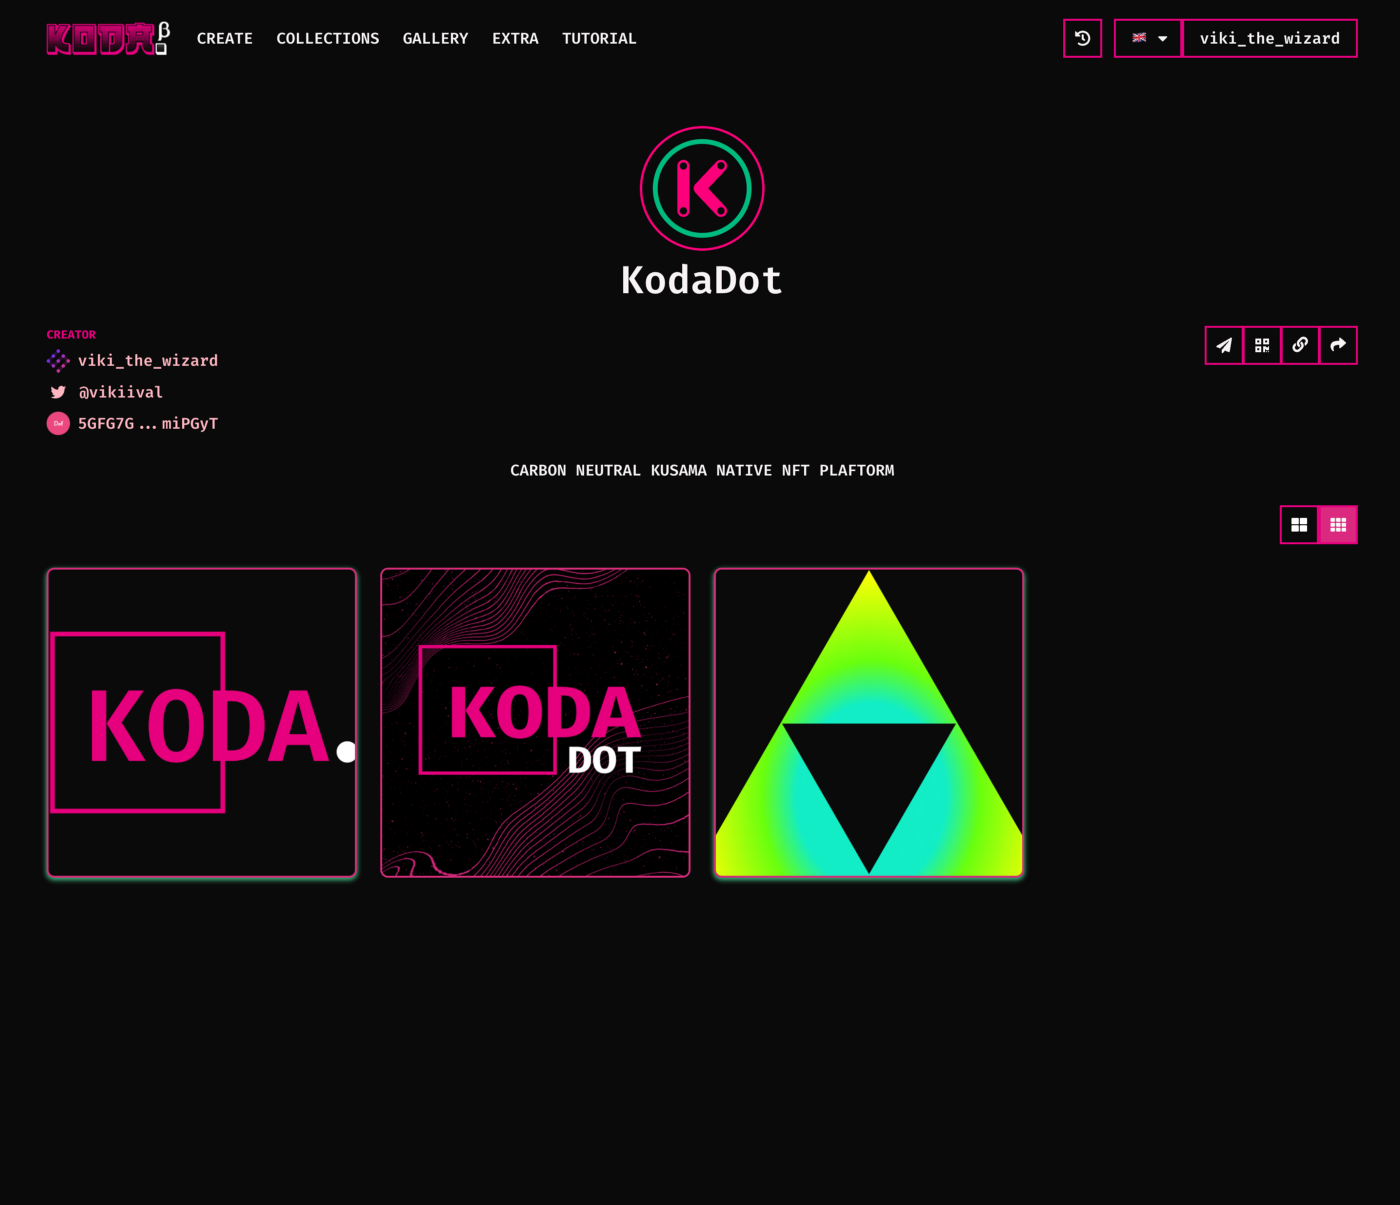 KODA β
CREATE COLLECTIONS GALLERY EXTRA TUTORIAL
viki_the_wizard
K
KodaDot
CREATOR
viki_the_wizard
@vikiival
5GFG7G...miPGyT
CARBON NEUTRAL KUSAMA NATIVE NFT PLAFTORM
KODA.
KODA
DOT